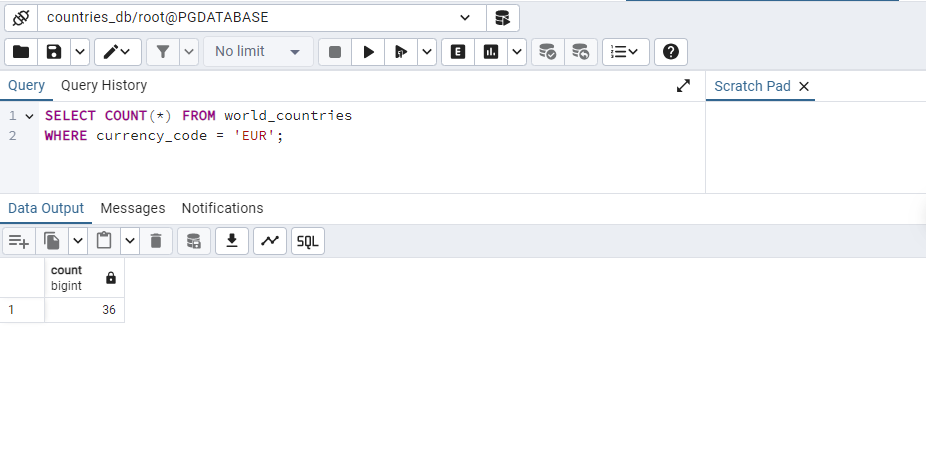 countries_db/root@PGDATABASE
No limit
E
Query Query History
Scratch Pad
1 SELECT COUNT(*) FROM world_countries
2 WHERE currency_code = 'EUR';
Data Output Messages Notifications
SQL
count
bigint
1 36